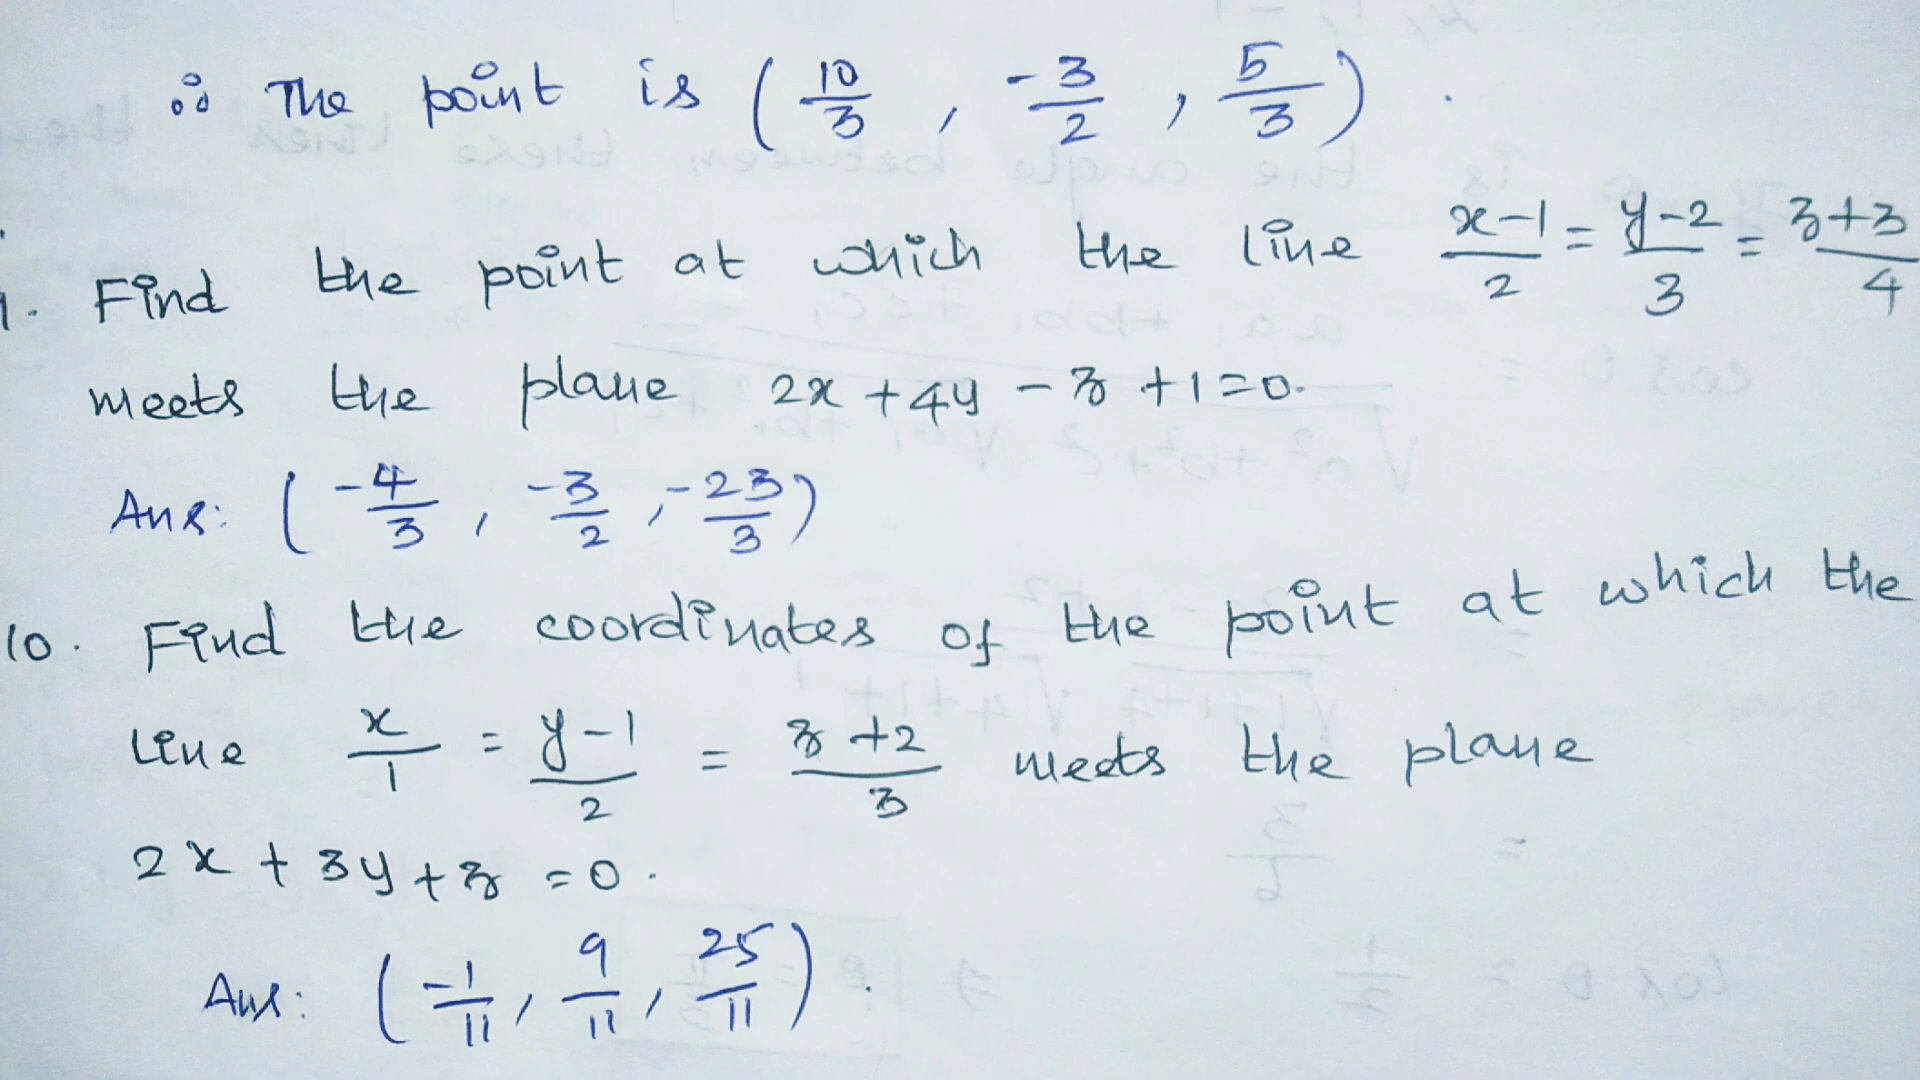 ∴ The point is (10/3, -3/2, 5/3).
9. Find the point at which the line x-1/2 = y-2/3 = z+3/4
meets the plane 2x + 4y - z + 1 = 0.
Ans: (-4/3, -3/2, -23/3)
10. Find the coordinates of the point at which the
line x/1 = y-1/2 = z+2/3 meets the plane
2x + 3y + z = 0.
Ans: (-1/11, 9/11, 25/11).